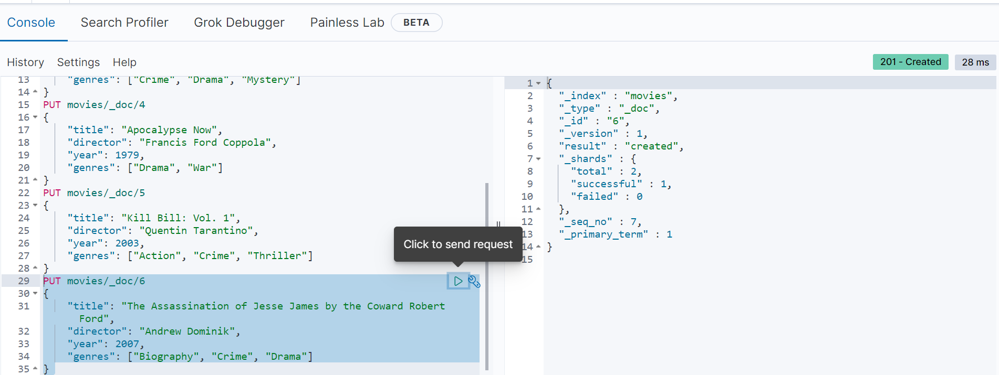 Console Search Profiler Grok Debugger Painless Lab BETA
History Settings Help 201 - Created 28 ms
13 "genres": ["Crime", "Drama", "Mystery"]
14 }
15 PUT movies/_doc/4
16 {
17 "title": "Apocalypse Now",
18 "director": "Francis Ford Coppola",
19 "year": 1979,
20 "genres": ["Drama", "War"]
21 }
22 PUT movies/_doc/5
23 {
24 "title": "Kill Bill: Vol. 1",
25 "director": "Quentin Tarantino",
26 "year": 2003,
27 "genres": ["Action", "Crime", "Thriller"]
28 }
29 PUT movies/_doc/6
30 {
31 "title": "The Assassination of Jesse James by the Coward Robert
Ford",
32 "director": "Andrew Dominik",
33 "year": 2007,
34 "genres": ["Biography", "Crime", "Drama"]
35 }
Click to send request
1 {
2 "_index" : "movies",
3 "_type" : "_doc",
4 "_id" : "6",
5 "_version" : 1,
6 "result" : "created",
7 "_shards" : {
8 "total" : 2,
9 "successful" : 1,
10 "failed" : 0
11 },
12 "_seq_no" : 7,
13 "_primary_term" : 1
14 }
15